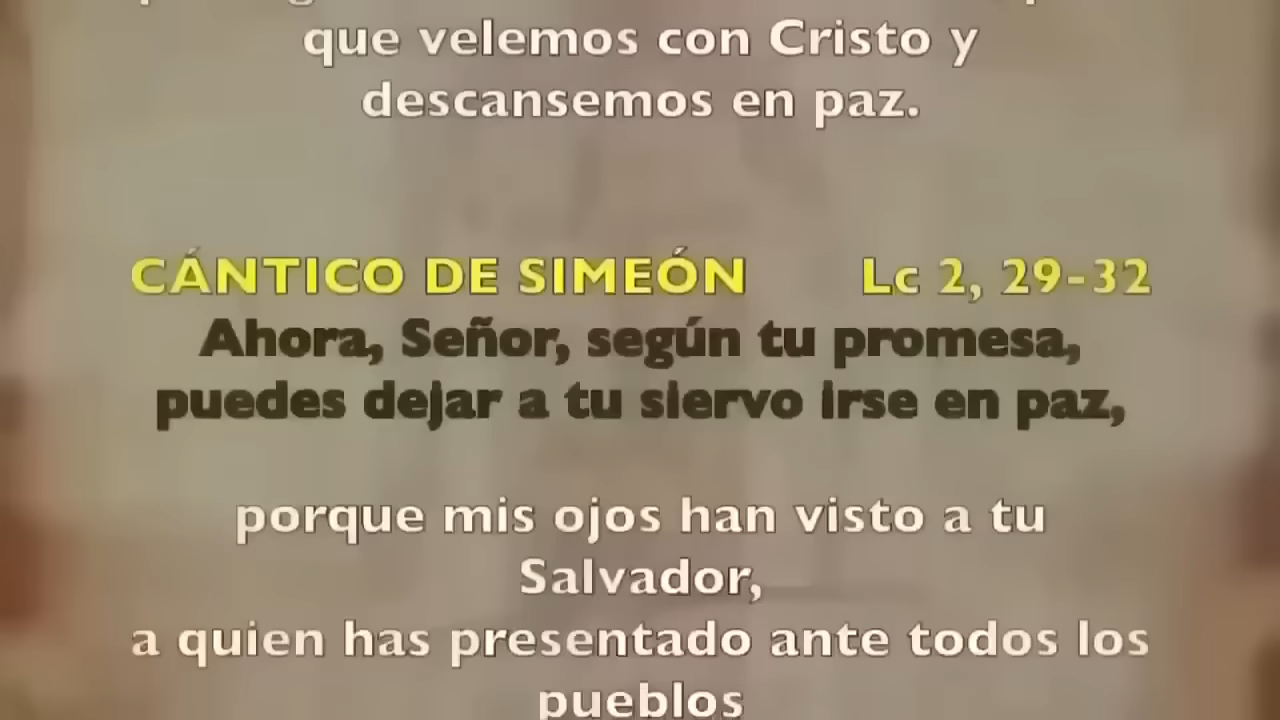 que velemos con Cristo y
descansemos en paz.
CÁNTICO DE SIMEÓN Lc 2, 29-32
Ahora, Señor, según tu promesa,
puedes dejar a tu siervo irse en paz,
porque mis ojos han visto a tu
Salvador,
a quien has presentado ante todos los
pueblos